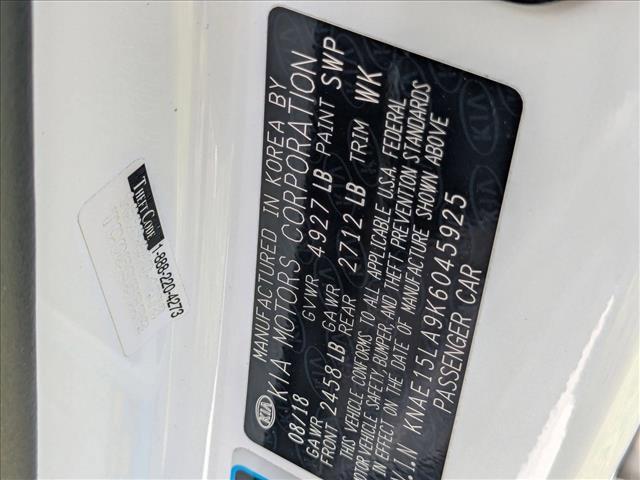 MANUFACTURED IN KOREA BY
KIA KIA MOTORS CORPORATION
08/18 GVWR 4927 LB PAINT SWP
GAWR FRONT 2458 LB GAWR REAR 2712 LB TRIM WK
THIS VEHICLE CONFORMS TO ALL APPLICABLE U.S.A. FEDERAL
MOTOR VEHICLE SAFETY, BUMPER, AND THEFT PREVENTION STANDARDS
IN EFFECT ON THE DATE OF MANUFACTURE SHOWN ABOVE
V.I.N KNAE15LA9K6045925
PASSENGER CAR
THEFTCODE 1-888-220-4273